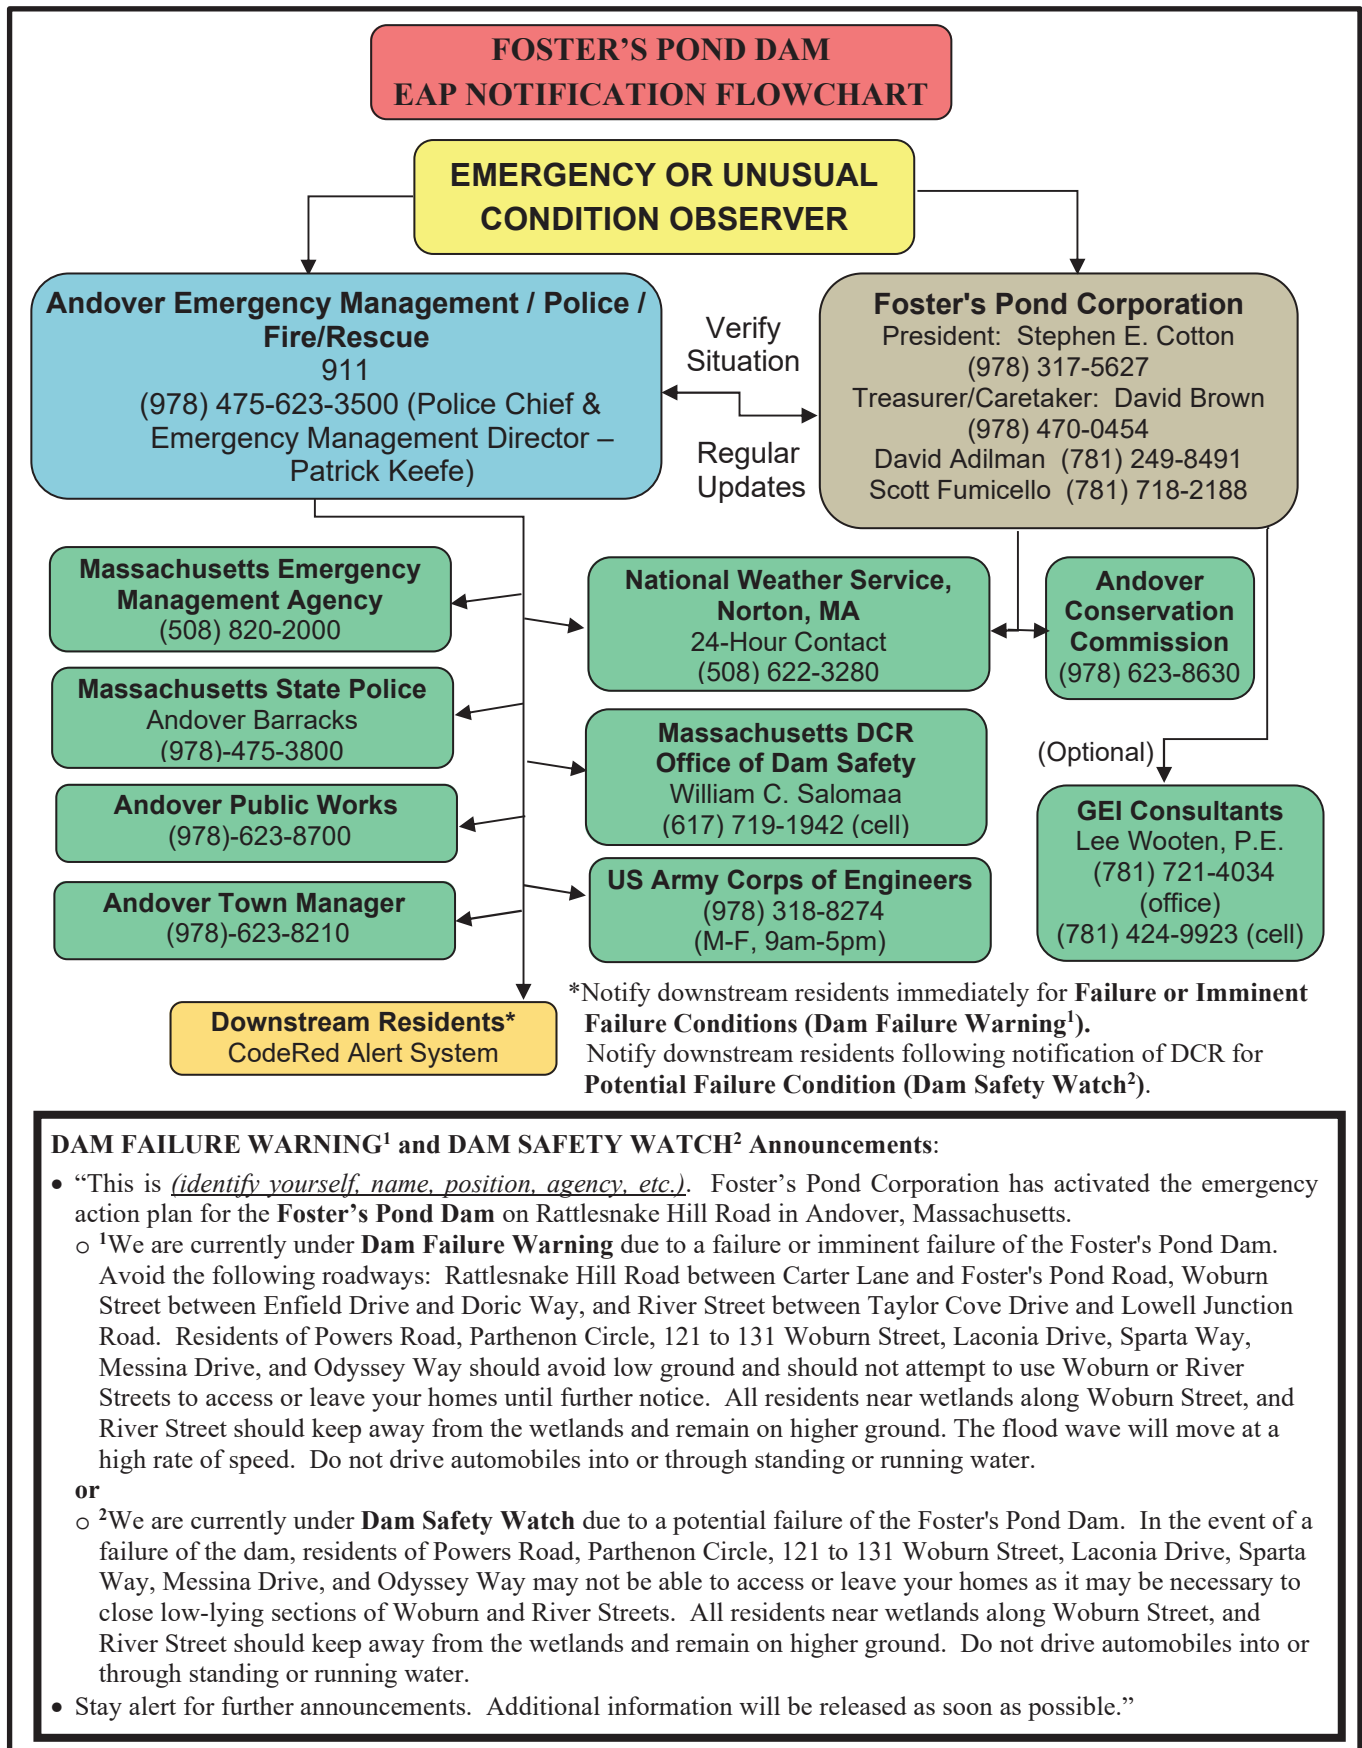 FOSTER’S POND DAM
EAP NOTIFICATION FLOWCHART
EMERGENCY OR UNUSUAL
CONDITION OBSERVER
Andover Emergency Management / Police /
Fire/Rescue
911
(978) 475-623-3500 (Police Chief &
Emergency Management Director –
Patrick Keefe)
Verify
Situation
Regular
Updates
Foster's Pond Corporation
President: Stephen E. Cotton
(978) 317-5627
Treasurer/Caretaker: David Brown
(978) 470-0454
David Adilman (781) 249-8491
Scott Fumicello (781) 718-2188
Massachusetts Emergency
Management Agency
(508) 820-2000
Massachusetts State Police
Andover Barracks
(978)-475-3800
Andover Public Works
(978)-623-8700
Andover Town Manager
(978)-623-8210
National Weather Service,
Norton, MA
24-Hour Contact
(508) 622-3280
Massachusetts DCR
Office of Dam Safety
William C. Salomaa
(617) 719-1942 (cell)
US Army Corps of Engineers
(978) 318-8274
(M-F, 9am-5pm)
Andover
Conservation
Commission
(978) 623-8630
(Optional)
GEI Consultants
Lee Wooten, P.E.
(781) 721-4034
(office)
(781) 424-9923 (cell)
Downstream Residents*
CodeRed Alert System
*Notify downstream residents immediately for Failure or Imminent
Failure Conditions (Dam Failure Warning¹).
Notify downstream residents following notification of DCR for
Potential Failure Condition (Dam Safety Watch²).
DAM FAILURE WARNING¹ and DAM SAFETY WATCH² Announcements:
• “This is (identify yourself, name, position, agency, etc.). Foster’s Pond Corporation has activated the emergency
action plan for the Foster’s Pond Dam on Rattlesnake Hill Road in Andover, Massachusetts.
○ ¹We are currently under Dam Failure Warning due to a failure or imminent failure of the Foster's Pond Dam.
Avoid the following roadways: Rattlesnake Hill Road between Carter Lane and Foster's Pond Road, Woburn
Street between Enfield Drive and Doric Way, and River Street between Taylor Cove Drive and Lowell Junction
Road. Residents of Powers Road, Parthenon Circle, 121 to 131 Woburn Street, Laconia Drive, Sparta Way,
Messina Drive, and Odyssey Way should avoid low ground and should not attempt to use Woburn or River
Streets to access or leave your homes until further notice. All residents near wetlands along Woburn Street, and
River Street should keep away from the wetlands and remain on higher ground. The flood wave will move at a
high rate of speed. Do not drive automobiles into or through standing or running water.
or
○ ²We are currently under Dam Safety Watch due to a potential failure of the Foster's Pond Dam. In the event of a
failure of the dam, residents of Powers Road, Parthenon Circle, 121 to 131 Woburn Street, Laconia Drive, Sparta
Way, Messina Drive, and Odyssey Way may not be able to access or leave your homes as it may be necessary to
close low-lying sections of Woburn and River Streets. All residents near wetlands along Woburn Street, and
River Street should keep away from the wetlands and remain on higher ground. Do not drive automobiles into or
through standing or running water.
• Stay alert for further announcements. Additional information will be released as soon as possible.”